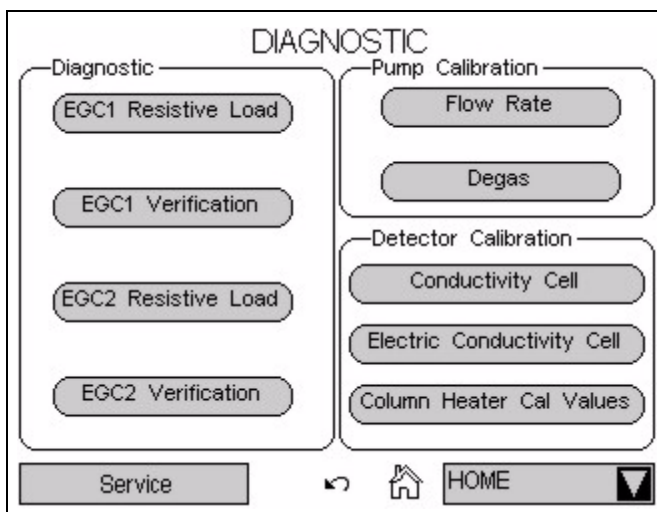 DIAGNOSTIC
Diagnostic
EGC1 Resistive Load
EGC1 Verification
EGC2 Resistive Load
EGC2 Verification
Pump Calibration
Flow Rate
Degas
Detector Calibration
Conductivity Cell
Electric Conductivity Cell
Column Heater Cal Values
Service
HOME